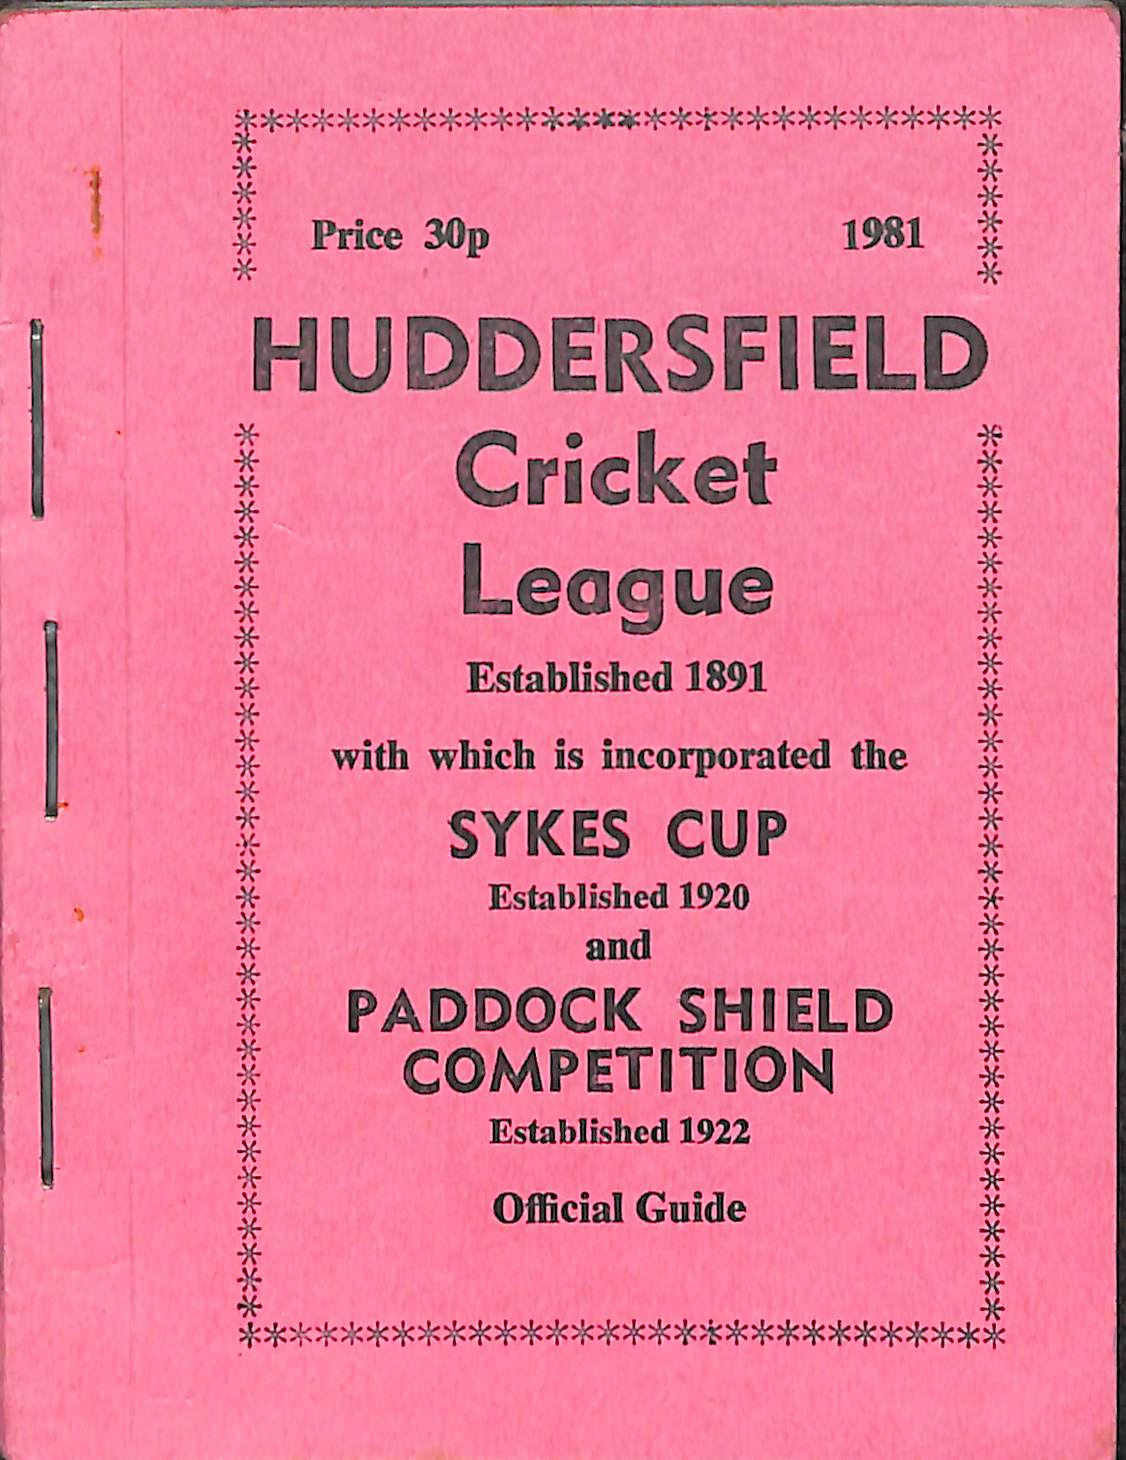 Price 30p 1981
HUDDERSFIELD
Cricket
League
Established 1891
with which is incorporated the
SYKES CUP
Established 1920
and
PADDOCK SHIELD
COMPETITION
Established 1922
Official Guide